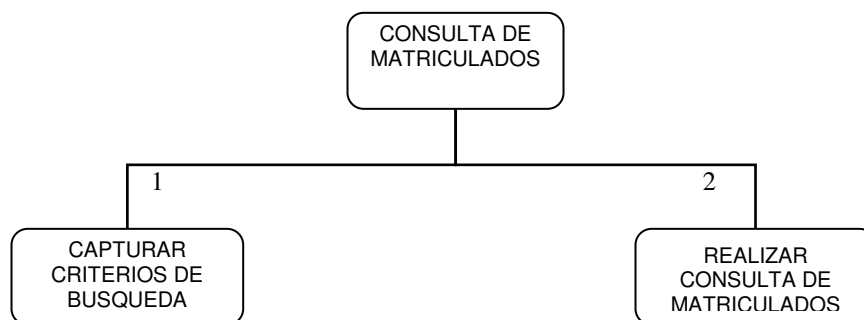 CONSULTA DE
MATRICULADOS
1
2
CAPTURAR
CRITERIOS DE
BUSQUEDA
REALIZAR
CONSULTA DE
MATRICULADOS